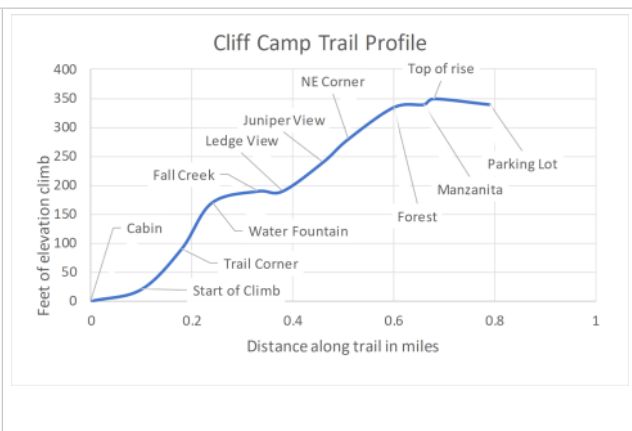 Cliff Camp Trail Profile
400
350
300
250
200
150
100
50
0
Feet of elevation climb
Top of rise
NE Corner
Juniper View
Ledge View
Fall Creek
Parking Lot
Manzanita
Forest
Cabin
Water Fountain
Trail Corner
Start of Climb
0
0.2
0.4
0.6
0.8
1
Distance along trail in miles